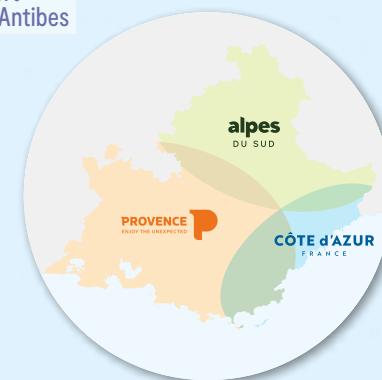 Antibes
alpes
DU SUD
PROVENCE
ENJOY THE UNEXPECTED
CÔTE d'AZUR
FRANCE